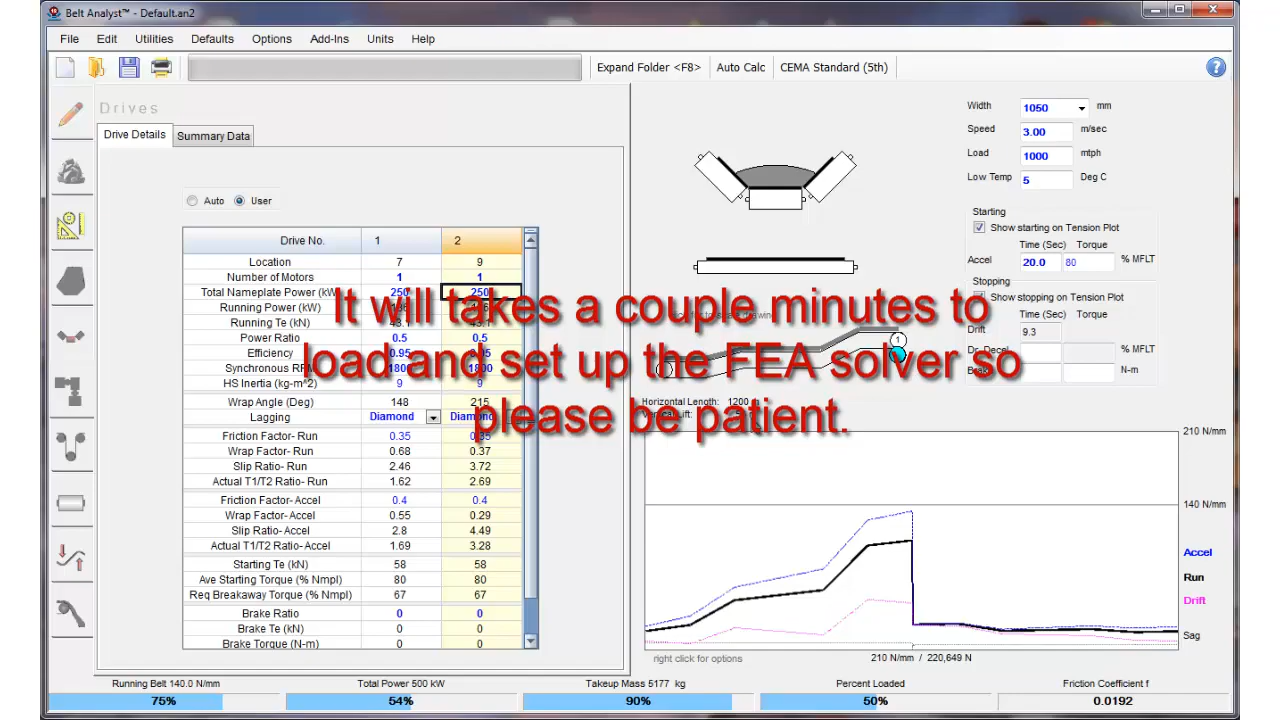 Belt Analyst™ - Default.an2
File Edit Utilities Defaults Options Add-Ins Units Help
Expand Folder <F8> Auto Calc CEMA Standard (5th)
Drives
Drive Details Summary Data
Auto User
Drive No. 1 2
Location 7 9
Number of Motors 1 1
Total Nameplate Power (kW 250 250
Running Power (kW)
Running Te (kN) 43.1 43.1
Power Ratio 0.5 0.5
Efficiency 0.95
Synchronous RPM 1800 1800
HS Inertia (kg-m^2) 9 9
Wrap Angle (Deg) 148 215
Lagging Diamond Diamond
Friction Factor- Run 0.35 0.35
Wrap Factor- Run 0.68 0.37
Slip Ratio- Run 2.46 3.72
Actual T1/T2 Ratio- Run 1.62 2.69
Friction Factor- Accel 0.4 0.4
Wrap Factor- Accel 0.55 0.29
Slip Ratio- Accel 2.8 4.49
Actual T1/T2 Ratio- Accel 1.69 3.28
Starting Te (kN) 58 58
Ave Starting Torque (% Nmpl) 80 80
Req Breakaway Torque (% Nmpl) 67 67
Brake Ratio 0 0
Brake Te (kN) 0 0
Brake Torque (N-m) 0 0
It will takes a couple minutes to
load and set up the FEA solver so
please be patient.
Width 1050 mm
Speed 3.00 m/sec
Load 1000 mtph
Low Temp 5 Deg C
Starting
Show starting on Tension Plot
Time (Sec) Torque
Accel 20.0 80 % MFLT
Stopping
Show stopping on Tension Plot
Time (Sec) Torque
Drift 9.3
% MFLT
N-m
1
Horizontal Length: 1200
210 N/mm
140 N/mm
Accel
Run
Drift
Sag
right click for options 210 N/mm / 220,649 N
Running Belt 140.0 N/mm Total Power 500 kW Takeup Mass 5177 kg Percent Loaded Friction Coefficient f
75% 54% 90% 50% 0.0192